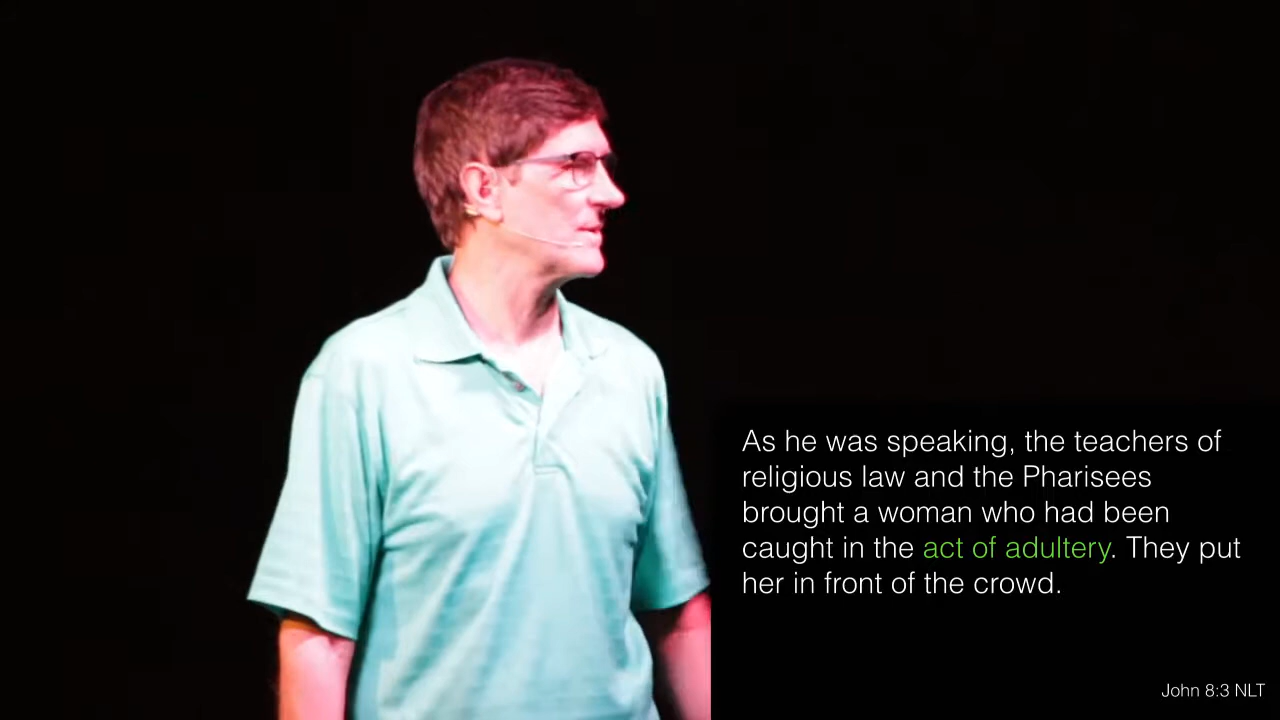 As he was speaking, the teachers of
religious law and the Pharisees
brought a woman who had been
caught in the act of adultery. They put
her in front of the crowd.
John 8:3 NLT